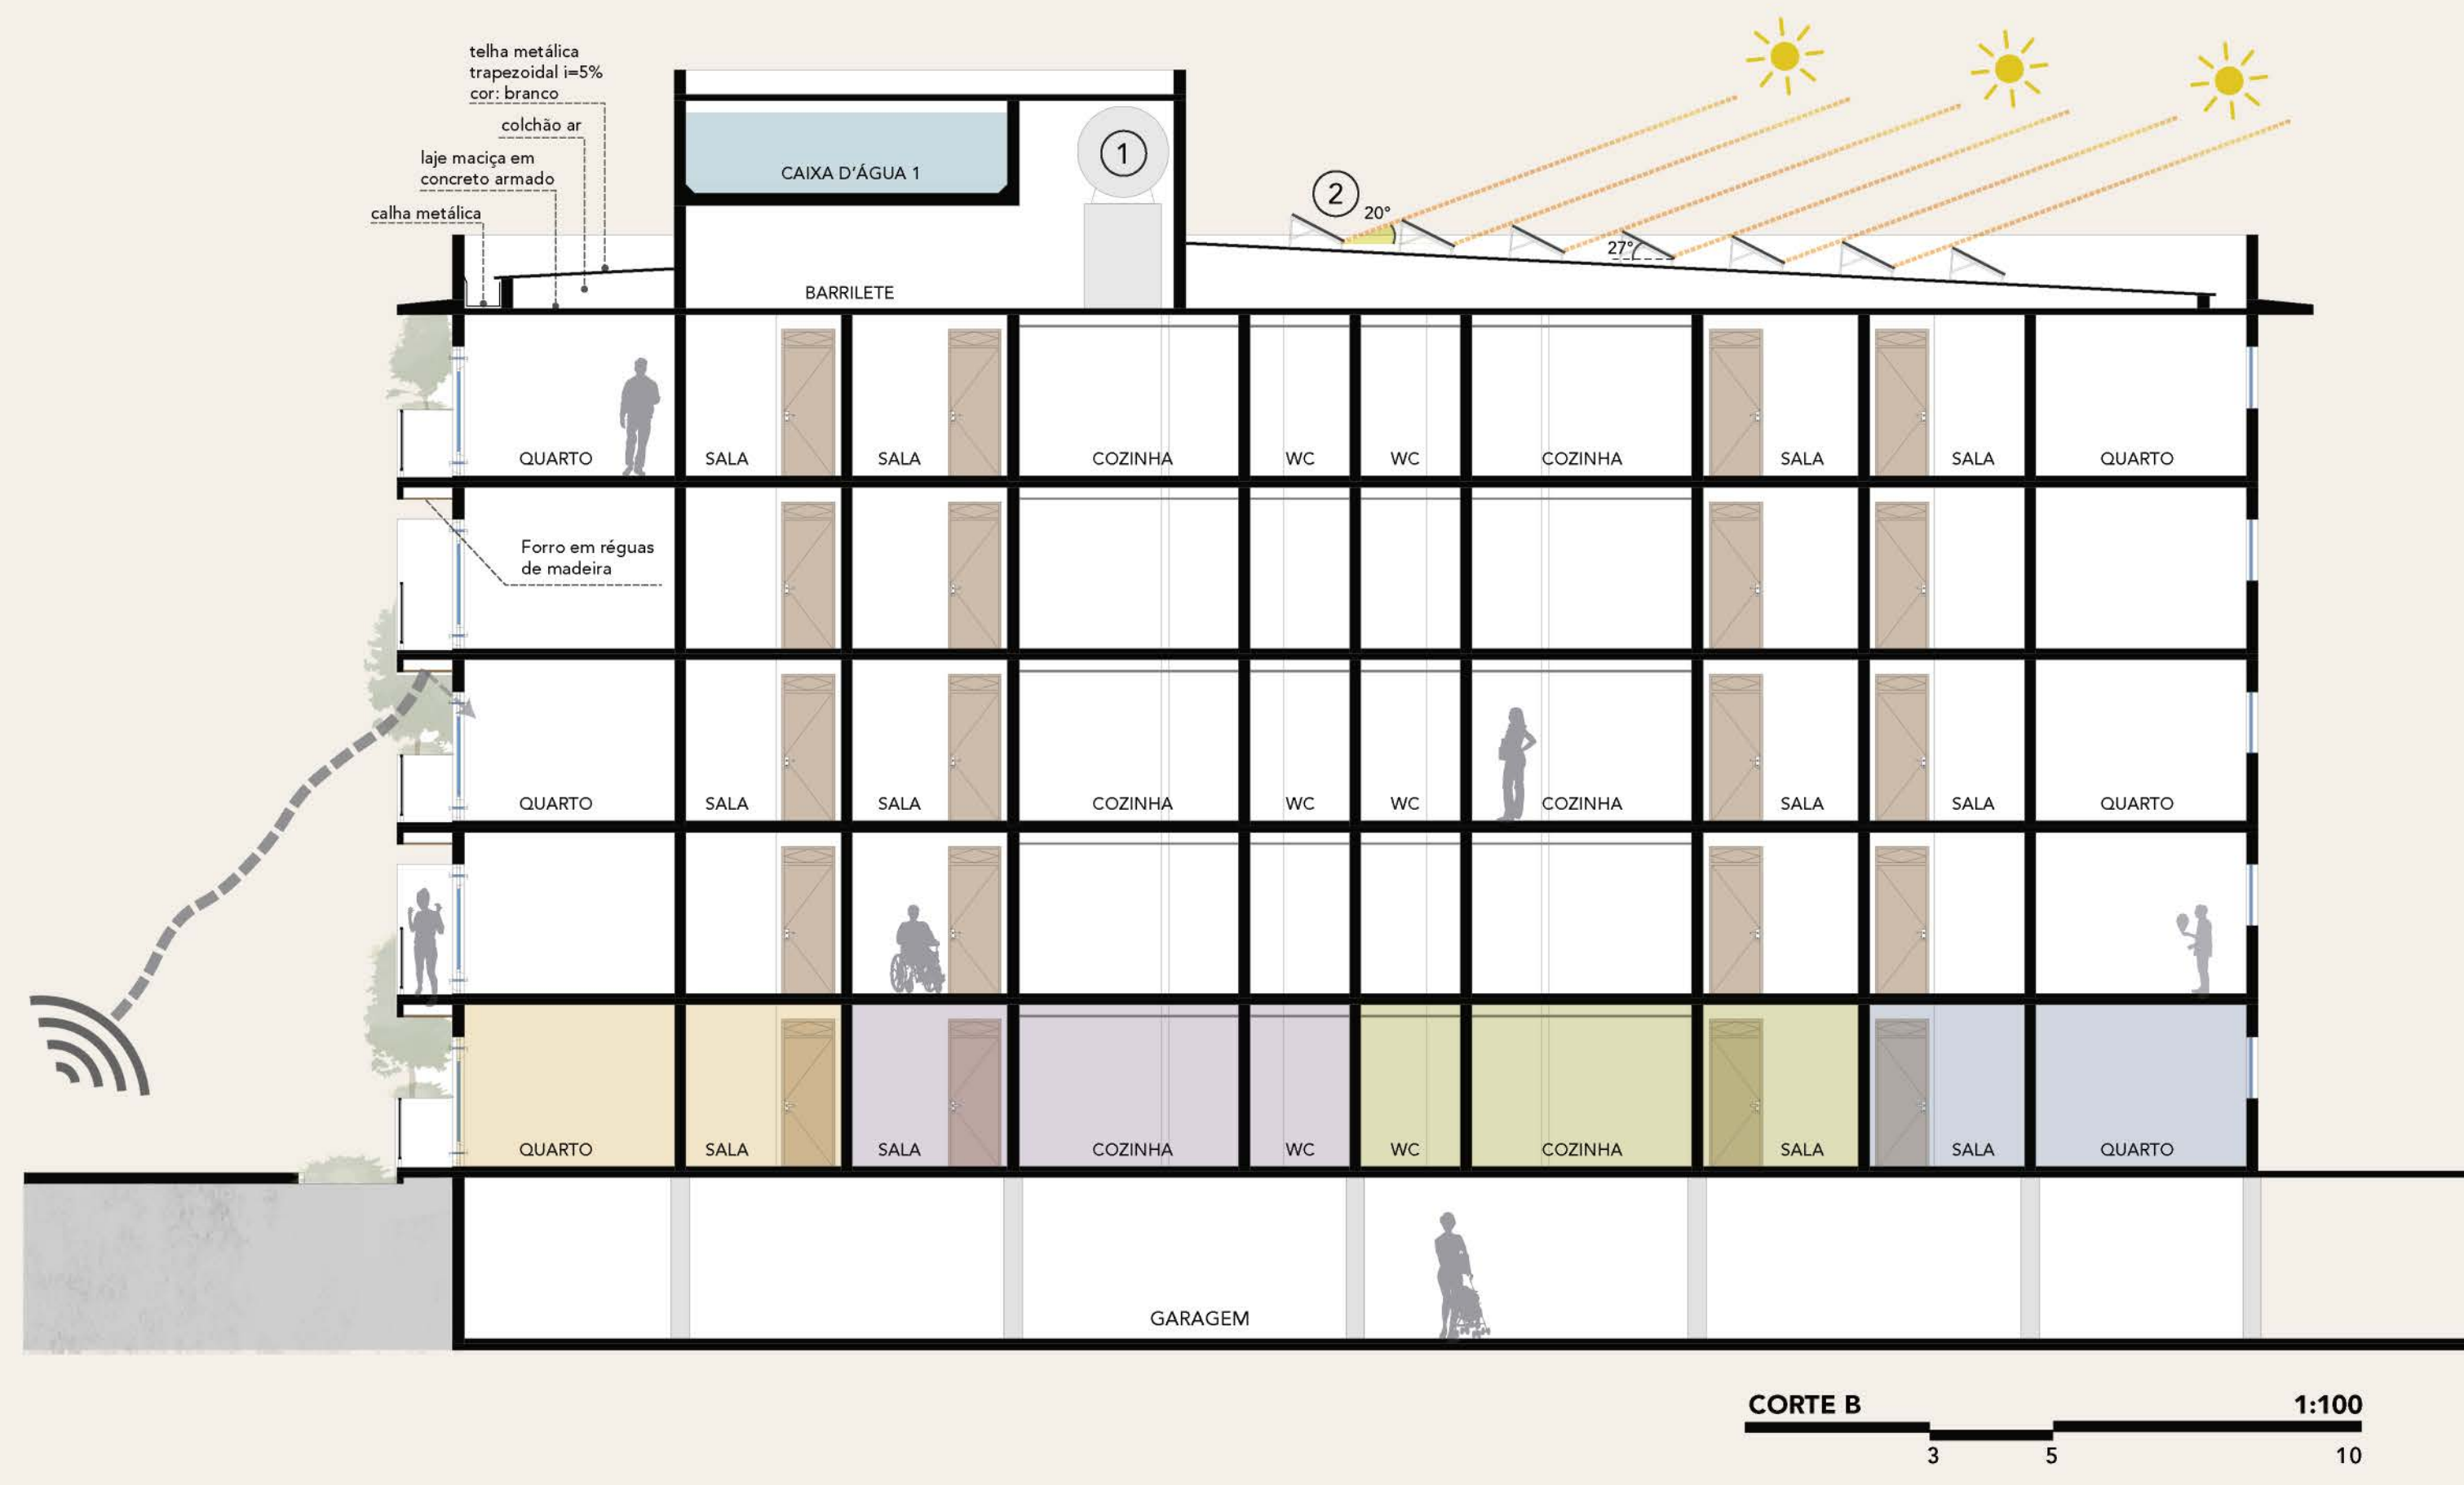 telha metálica
trapezoidal i=5%
cor: branco
colchão ar
laje maciça em
concreto armado
calha metálica
CAIXA D'ÁGUA 1
1
2
20°
27°
BARRILETE
QUARTO SALA SALA COZINHA WC WC COZINHA SALA SALA QUARTO
Forro em réguas
de madeira
QUARTO SALA SALA COZINHA WC WC COZINHA SALA SALA QUARTO
QUARTO SALA SALA COZINHA WC WC COZINHA SALA SALA QUARTO
GARAGEM
CORTE B 1:100
3 5 10